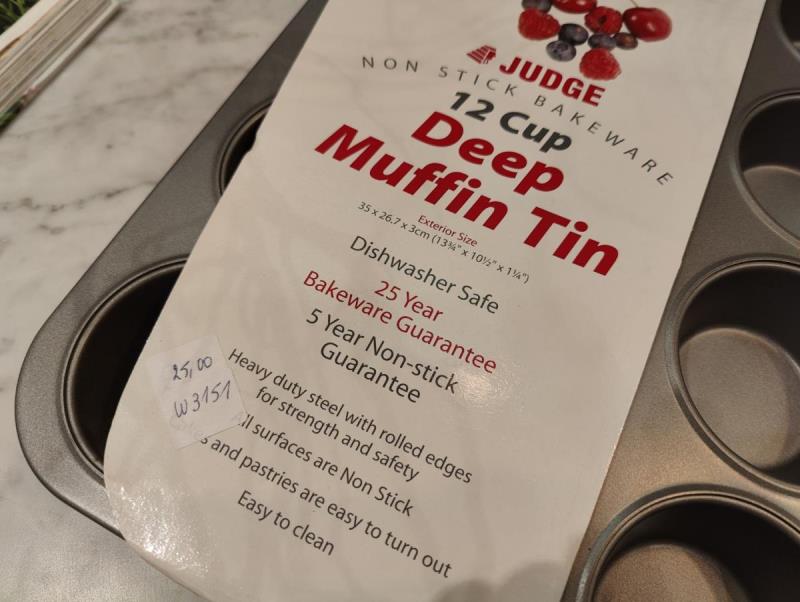 JUDGE
NON STICK BAKEWARE
12 Cup
Deep
Muffin Tin
Exterior Size
35 x 26.7 x 3cm (13¾" x 10½" x 1¼")
Dishwasher Safe
25 Year
Bakeware Guarantee
5 Year Non-stick
Guarantee
Heavy duty steel with rolled edges
for strength and safety
surfaces are Non Stick
and pastries are easy to turn out
Easy to clean
25,00
W3151